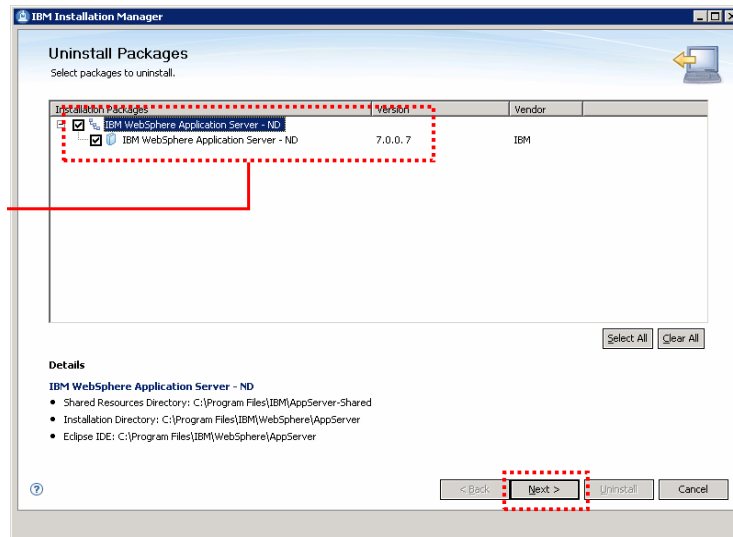 IBM Installation Manager
Uninstall Packages
Select packages to uninstall.
Installation Packages Version Vendor
IBM WebSphere Application Server - ND
IBM WebSphere Application Server - ND 7.0.0.7 IBM
Select All Clear All
Details
IBM WebSphere Application Server - ND
• Shared Resources Directory: C:\Program Files\IBM\AppServer-Shared
• Installation Directory: C:\Program Files\IBM\WebSphere\AppServer
• Eclipse IDE: C:\Program Files\IBM\WebSphere\AppServer
? < Back Next > Uninstall Cancel